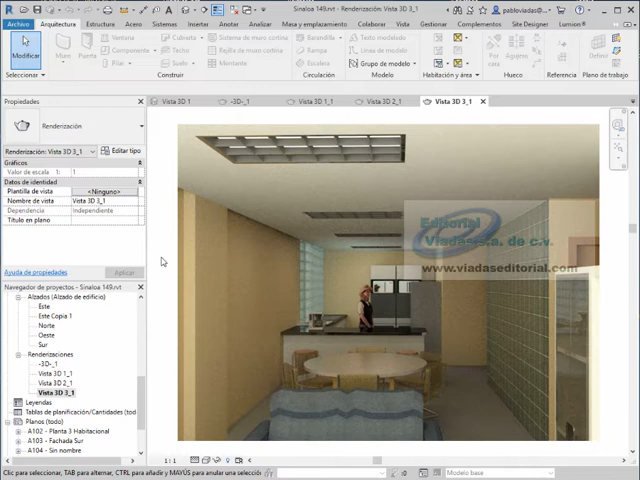 Sinaloa 149.rvt - Renderización: Vista 3D 3_1
pabloviadas@...
Archivo Arquitectura Estructura Acero Sistemas Insertar Anotar Analizar Masa y emplazamiento Colaborar Vista Gestionar Complementos Site Designer Lumion®
Modificar
Muro
Puerta
Ventana
Componente
Pilar
Cubierta
Techo
Suelo
Sistema de muro cortina
Rejilla de muro cortina
Montante
Barandilla
Rampa
Escalera
Texto modelado
Línea de modelo
Grupo de modelo
Por cara
Agujero
Referencia
Definir
Seleccionar
Construir
Circulación
Modelo
Habitación y área
Hueco
Referencia
Plano de trabajo
Propiedades
Vista 3D 1
-3D-_1
Vista 3D 1_1
Vista 3D 2_1
Vista 3D 3_1
Renderización
Renderización: Vista 3D 3_1
Editar tipo
Gráficos
Valor de escala 1: 1
Datos de identidad
Plantilla de vista <Ninguno>
Nombre de vista Vista 3D 3_1
Dependencia Independiente
Título en plano
Ayuda de propiedades
Aplicar
Navegador de proyectos - Sinaloa 149.rvt
Alzados (Alzado de edificio)
Este
Este Copia 1
Norte
Oeste
Sur
Renderizaciones
-3D-_1
Vista 3D 1_1
Vista 3D 2_1
Vista 3D 3_1
Leyendas
Tablas de planificación/Cantidades (todo
Planos (todo)
A102 - Planta 3 Habitacional
A103 - Fachada Sur
A104 - Sin nombre
Editorial
Viadas s.a. de c.v.
www.viadaseditorial.com
1 : 1
Clic para seleccionar, TAB para alternar, CTRL para añadir y MAYÚS para anular una selecció
:0
Modelo base